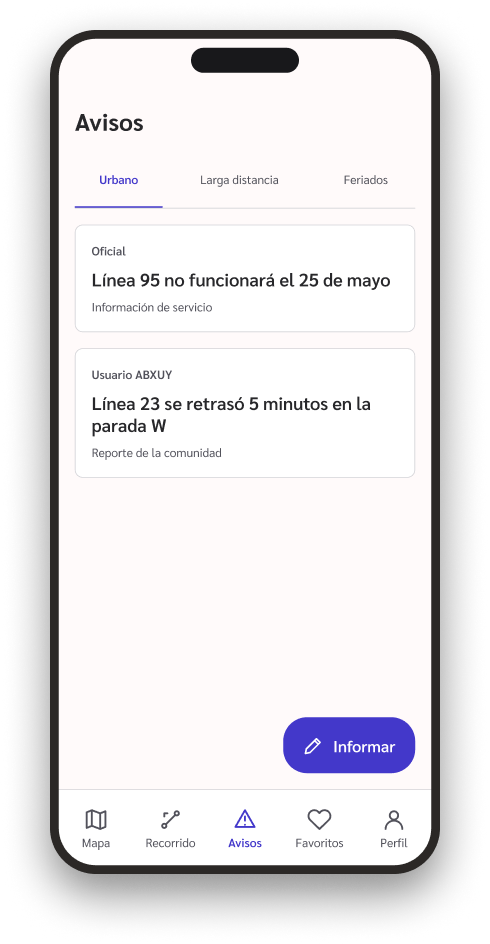 Avisos
Urbano
Larga distancia
Feriados
Oficial
Línea 95 no funcionará el 25 de mayo
Información de servicio
Usuario ABXUY
Línea 23 se retrasó 5 minutos en la
parada W
Reporte de la comunidad
Informar
Mapa
Recorrido
Avisos
Favoritos
Perfil